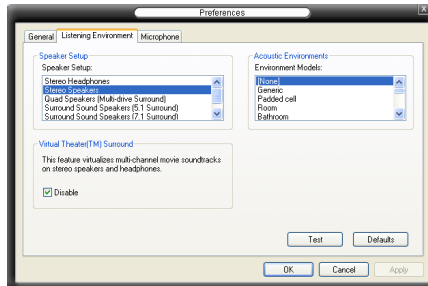 Preferences
X
General
Listening Environment
Microphone
Speaker Setup
Speaker Setup:
Stereo Headphones
Stereo Speakers
Quad Speakers (Multi-drive Surround)
Surround Sound Speakers (5.1 Surround)
Surround Sound Speakers (7.1 Surround)
Acoustic Environments
Environment Models:
[None]
Generic
Padded cell
Room
Bathroom
Virtual Theater(TM) Surround
This feature virtualizes multi-channel movie soundtracks
on stereo speakers and headphones.
Disable
Test
Defaults
OK
Cancel
Apply